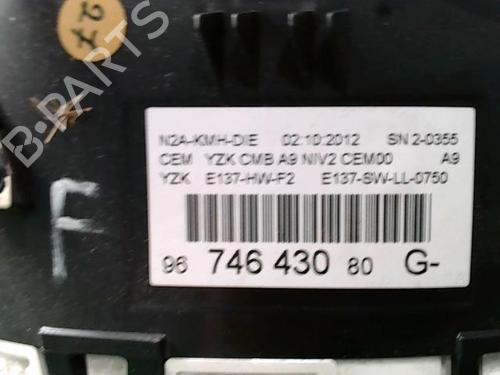 27
N2A-KMH-DIE 02:10:2012 SN 2-0355
CEM YZK CMB A9 NIV2 CEM00 A9
YZK E137-HW-F2 E137-SW-LL-0750
96 746 430 80 G-
F
B-PARTS